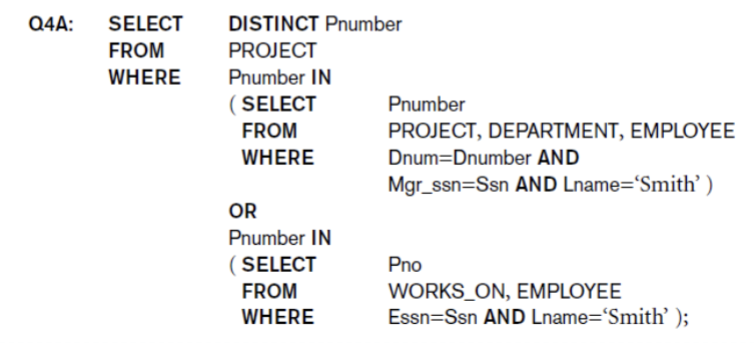 Q4A: SELECT DISTINCT Pnumber
FROM PROJECT
WHERE Pnumber IN
( SELECT Pnumber
FROM PROJECT, DEPARTMENT, EMPLOYEE
WHERE Dnum=Dnumber AND
Mgr_ssn=Ssn AND Lname=‘Smith’ )
OR
Pnumber IN
( SELECT Pno
FROM WORKS_ON, EMPLOYEE
WHERE Essn=Ssn AND Lname=‘Smith’ );